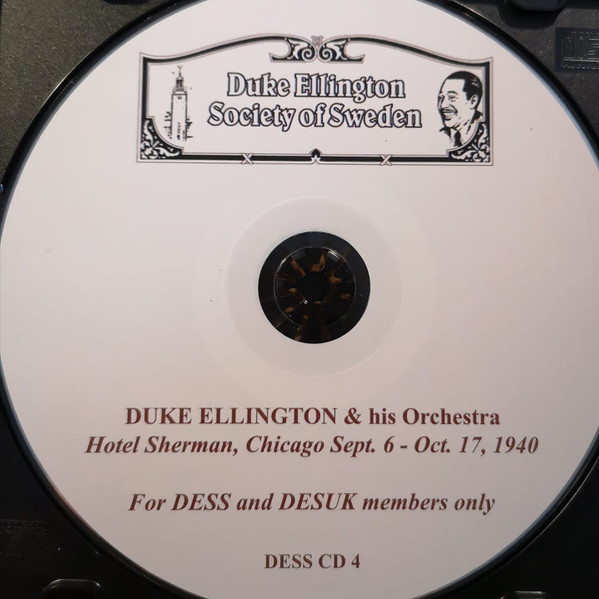 Duke Ellington
Society of Sweden
DUKE ELLINGTON & his Orchestra
Hotel Sherman, Chicago Sept. 6 - Oct. 17, 1940
For DESS and DESUK members only
DESS CD 4